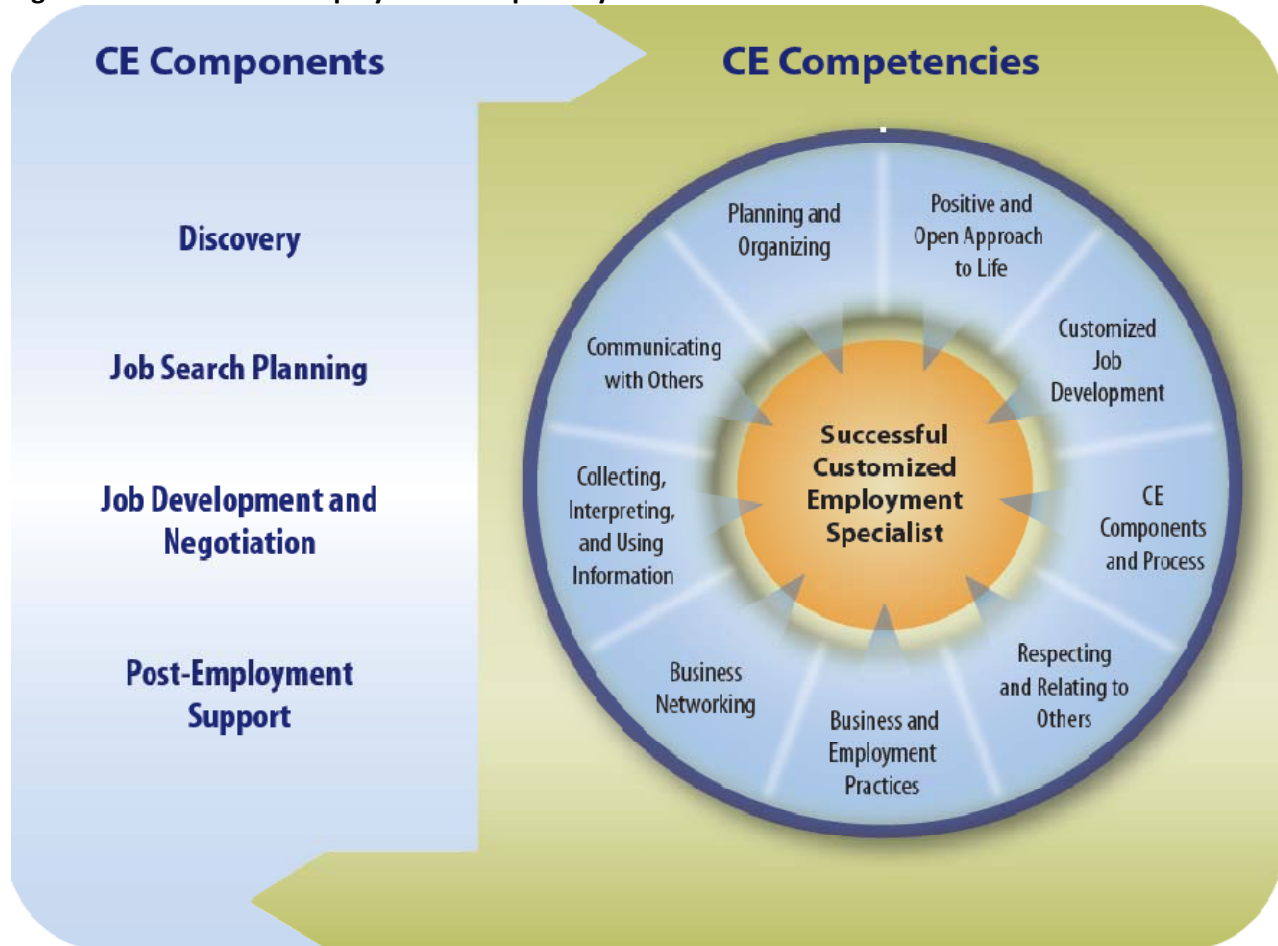 CE Components
CE Competencies
Discovery
Job Search Planning
Job Development and
Negotiation
Post-Employment
Support
Planning and
Organizing
Positive and
Open Approach
to Life
Customized
Job
Development
CE
Components
and Process
Respecting
and Relating to
Others
Business and
Employment
Practices
Business
Networking
Collecting,
Interpreting,
and Using
Information
Communicating
with Others
Successful
Customized
Employment
Specialist